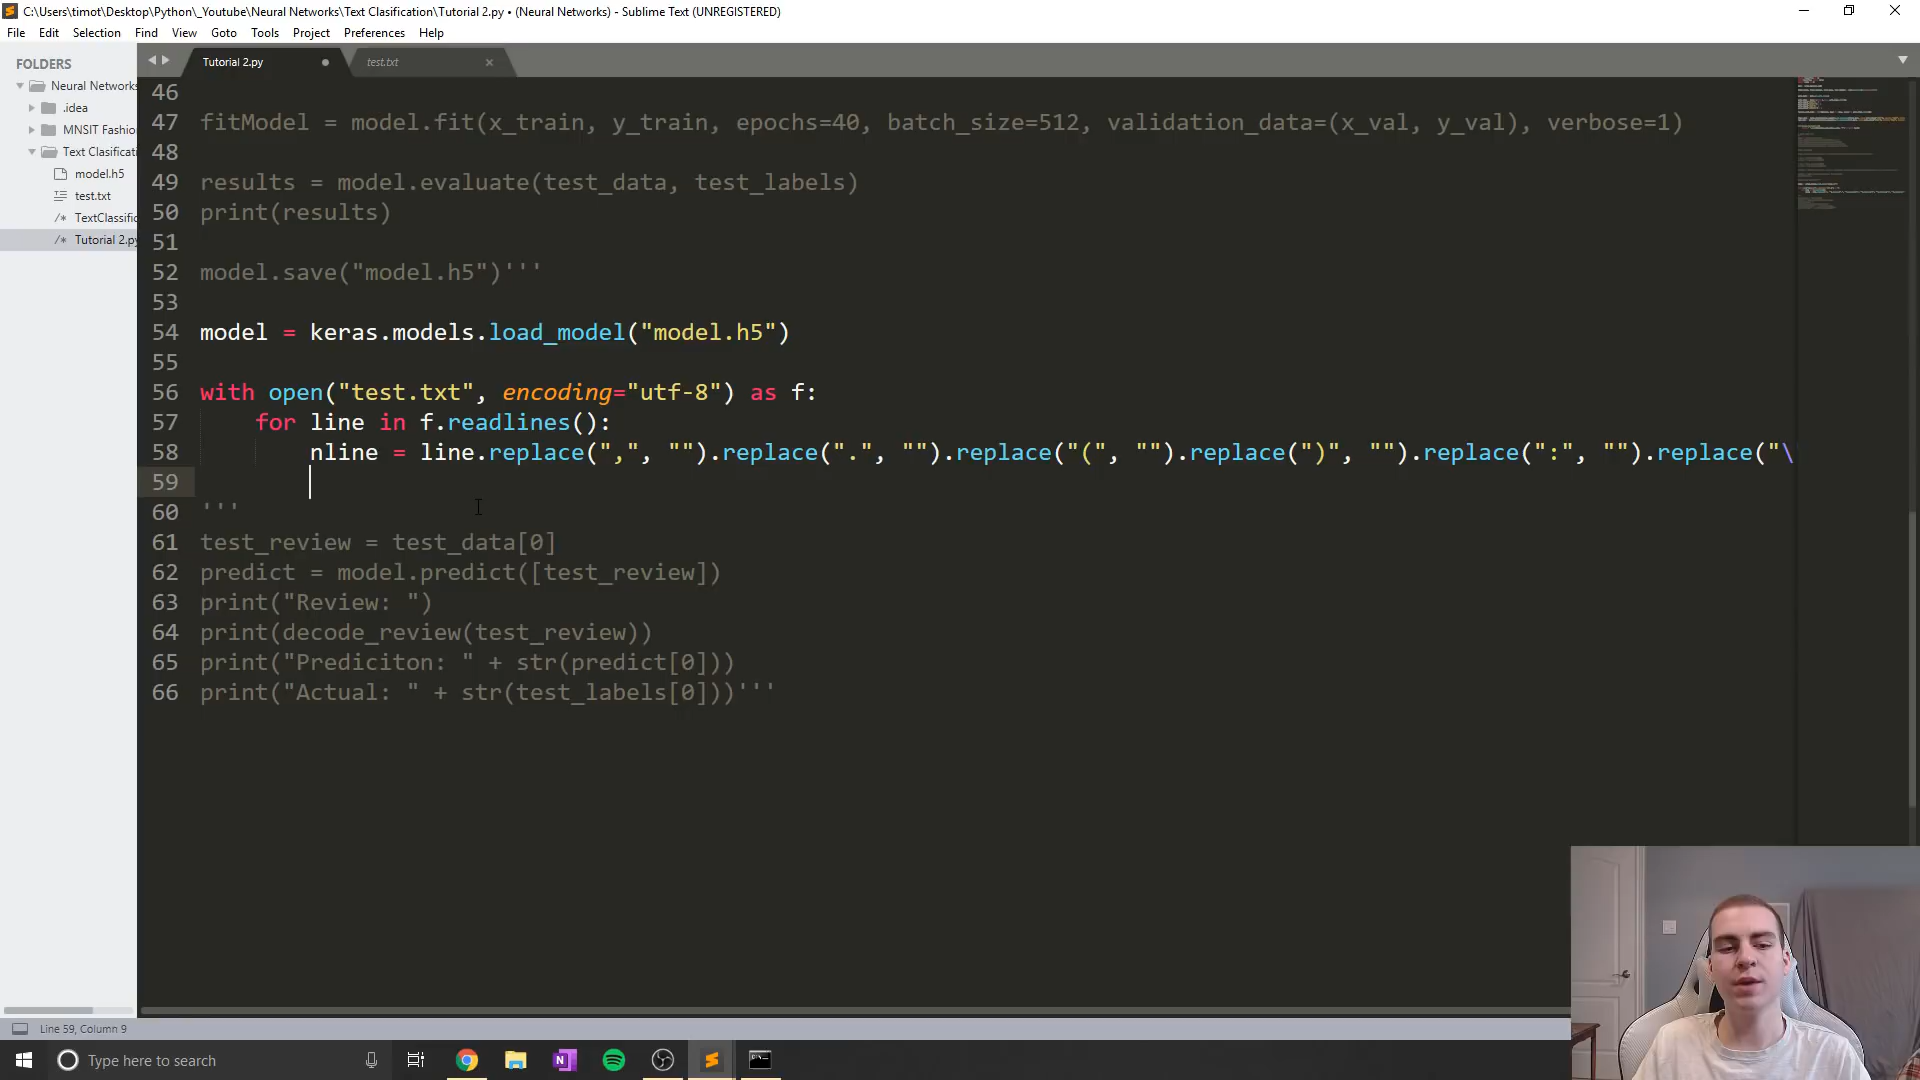 C:\Users\timot\Desktop\Python\_Youtube\Neural Networks\Text Clasification\Tutorial 2.py • (Neural Networks) - Sublime Text (UNREGISTERED)
File Edit Selection Find View Goto Tools Project Preferences Help
FOLDERS
Neural Networks
.idea
MNSIT Fashio
Text Clasificati
model.h5
test.txt
TextClassific
Tutorial 2.py
Tutorial 2.py test.txt
46
47 fitModel = model.fit(x_train, y_train, epochs=40, batch_size=512, validation_data=(x_val, y_val), verbose=1)
48
49 results = model.evaluate(test_data, test_labels)
50 print(results)
51
52 model.save("model.h5")'''
53
54 model = keras.models.load_model("model.h5")
55
56 with open("test.txt", encoding="utf-8") as f:
57 for line in f.readlines():
58 nline = line.replace(",", "").replace(".", "").replace("(", "").replace(")", "").replace(":", "").replace("\
59
60 '''
61 test_review = test_data[0]
62 predict = model.predict([test_review])
63 print("Review: ")
64 print(decode_review(test_review))
65 print("Prediciton: " + str(predict[0]))
66 print("Actual: " + str(test_labels[0]))'''
Line 59, Column 9
Type here to search